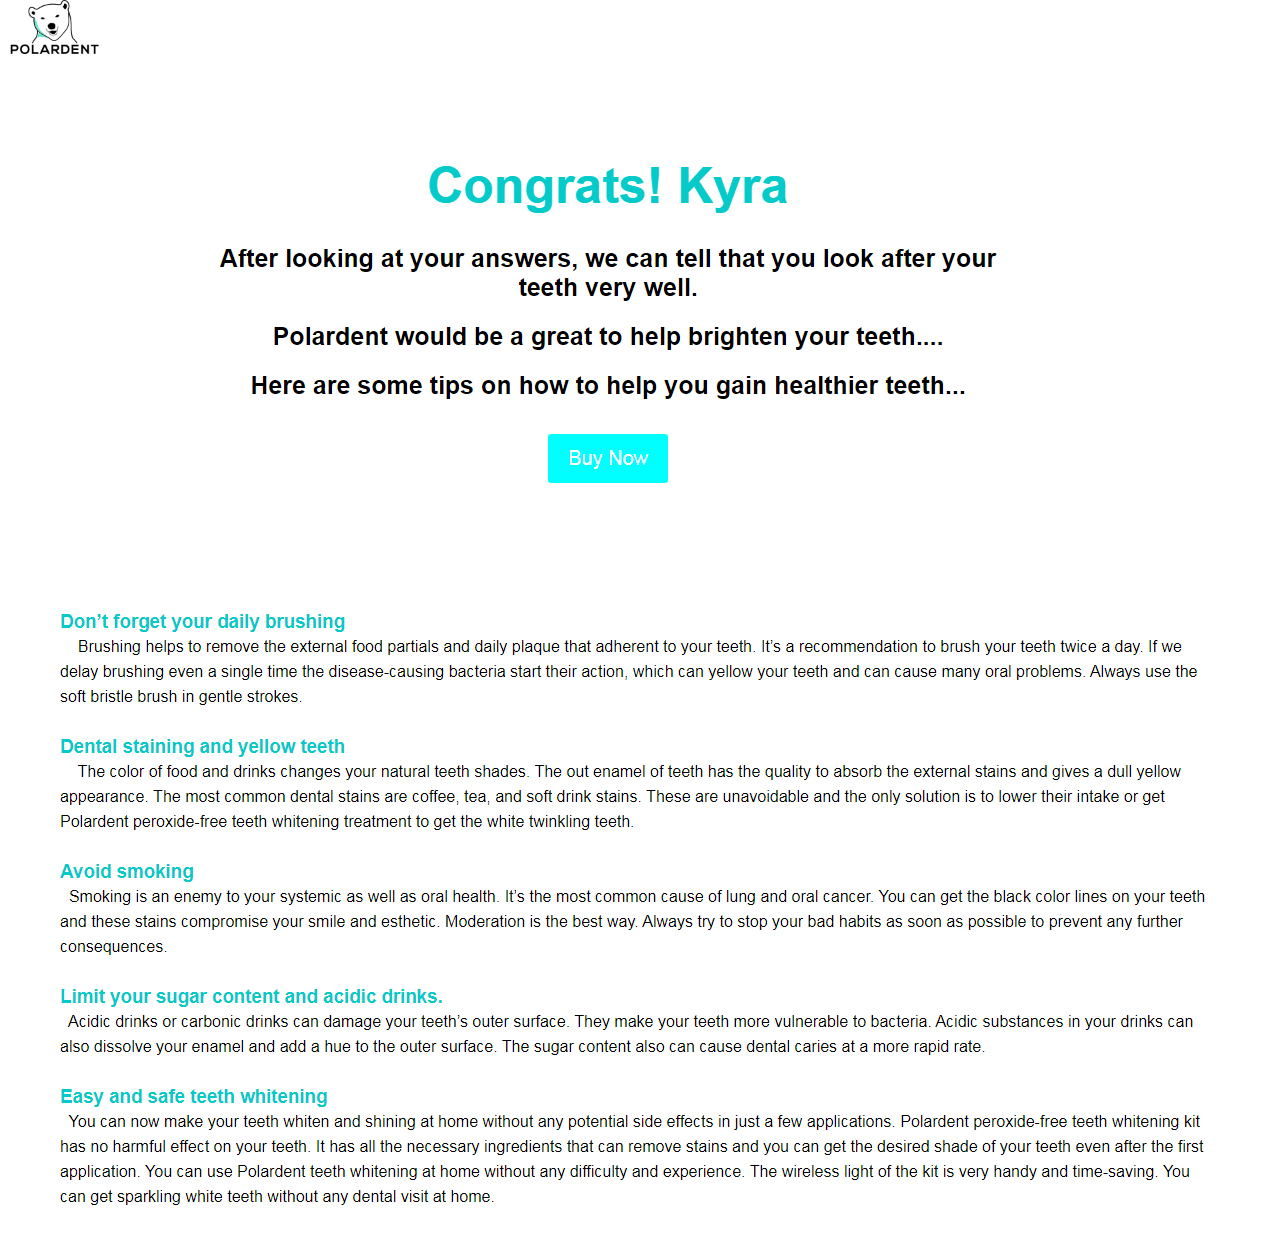 POLARDENT
Congrats! Kyra
After looking at your answers, we can tell that you look after your
teeth very well.
Polardent would be a great to help brighten your teeth....
Here are some tips on how to help you gain healthier teeth...
Buy Now
Don’t forget your daily brushing
Brushing helps to remove the external food partials and daily plaque that adherent to your teeth. It’s a recommendation to brush your teeth twice a day. If we
delay brushing even a single time the disease-causing bacteria start their action, which can yellow your teeth and can cause many oral problems. Always use the
soft bristle brush in gentle strokes.
Dental staining and yellow teeth
The color of food and drinks changes your natural teeth shades. The out enamel of teeth has the quality to absorb the external stains and gives a dull yellow
appearance. The most common dental stains are coffee, tea, and soft drink stains. These are unavoidable and the only solution is to lower their intake or get
Polardent peroxide-free teeth whitening treatment to get the white twinkling teeth.
Avoid smoking
Smoking is an enemy to your systemic as well as oral health. It’s the most common cause of lung and oral cancer. You can get the black color lines on your teeth
and these stains compromise your smile and esthetic. Moderation is the best way. Always try to stop your bad habits as soon as possible to prevent any further
consequences.
Limit your sugar content and acidic drinks.
Acidic drinks or carbonic drinks can damage your teeth’s outer surface. They make your teeth more vulnerable to bacteria. Acidic substances in your drinks can
also dissolve your enamel and add a hue to the outer surface. The sugar content also can cause dental caries at a more rapid rate.
Easy and safe teeth whitening
You can now make your teeth whiten and shining at home without any potential side effects in just a few applications. Polardent peroxide-free teeth whitening kit
has no harmful effect on your teeth. It has all the necessary ingredients that can remove stains and you can get the desired shade of your teeth even after the first
application. You can use Polardent teeth whitening at home without any difficulty and experience. The wireless light of the kit is very handy and time-saving. You
can get sparkling white teeth without any dental visit at home.